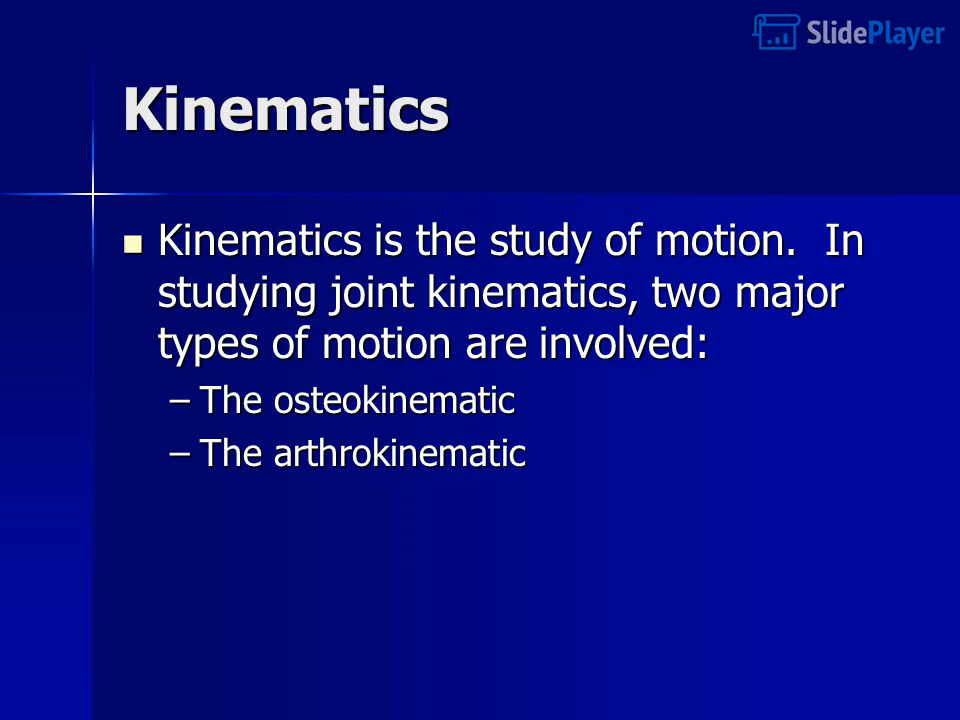 SlidePlayer
Kinematics
■ Kinematics is the study of motion.  In
studying joint kinematics, two major
types of motion are involved:
– The osteokinematic
– The arthrokinematic